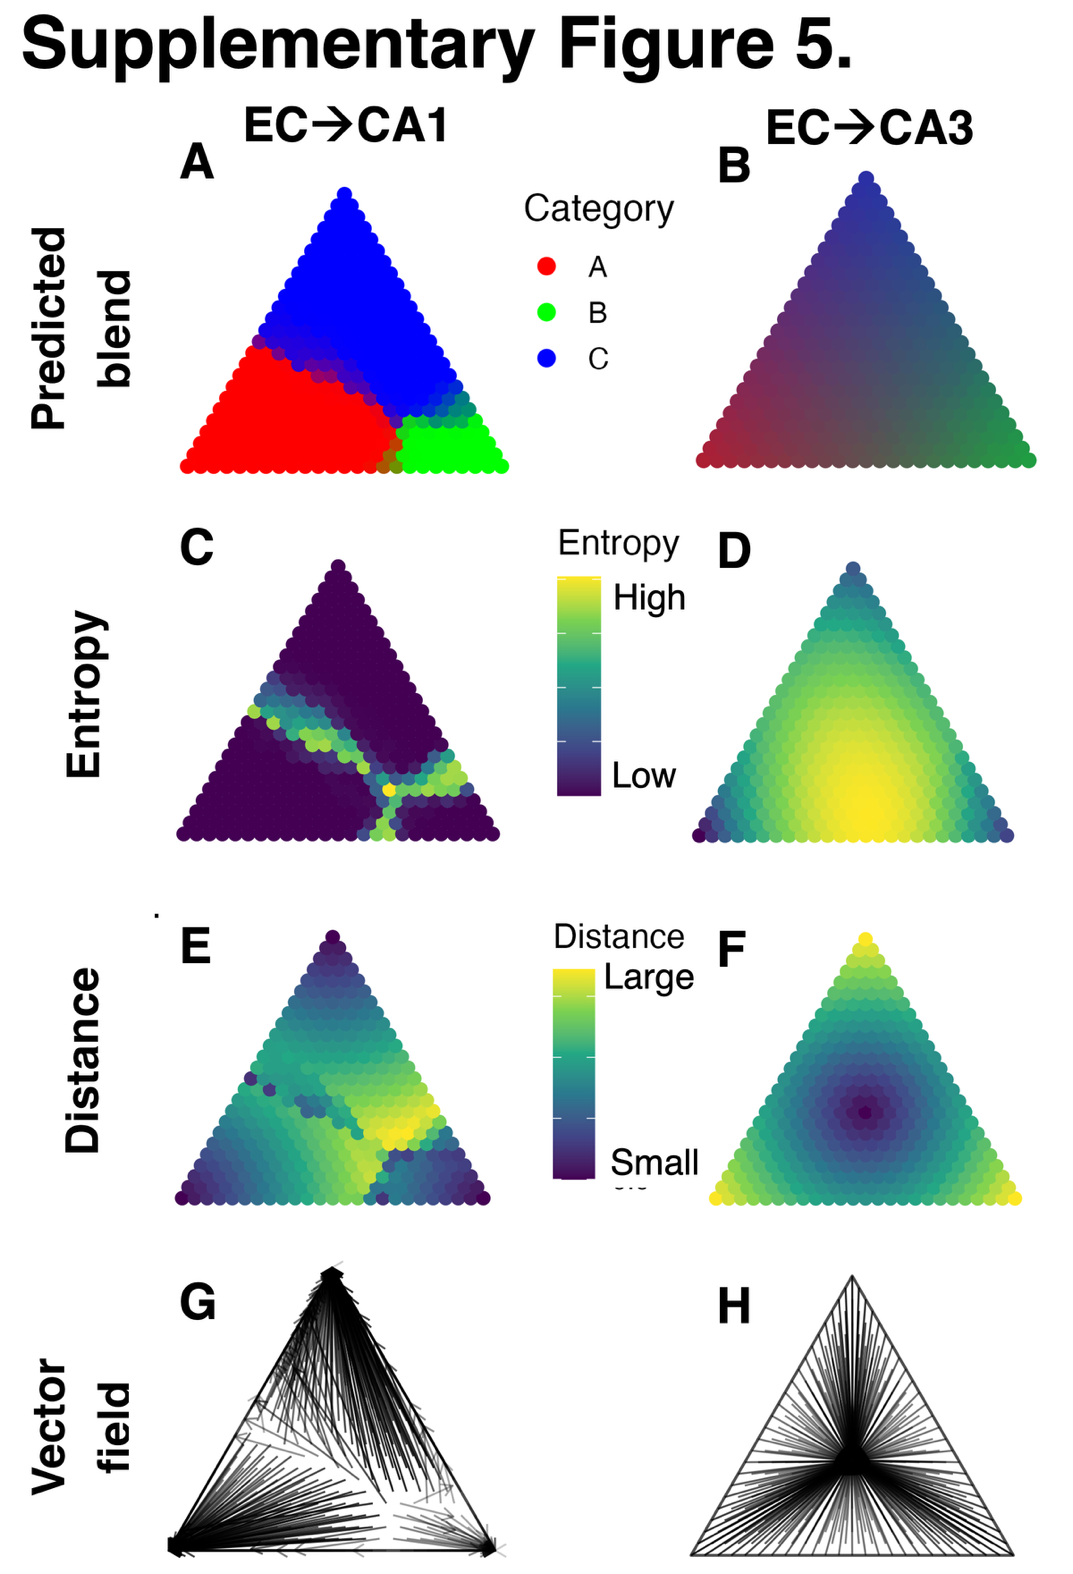 Supplementary Figure 5.
EC→CA1
EC→CA3
A
B
Predicted
blend
Category
A
B
C
C
D
Entropy
Entropy
High
Low
.
E
F
Distance
Distance
Large
Small
G
H
Vector
field